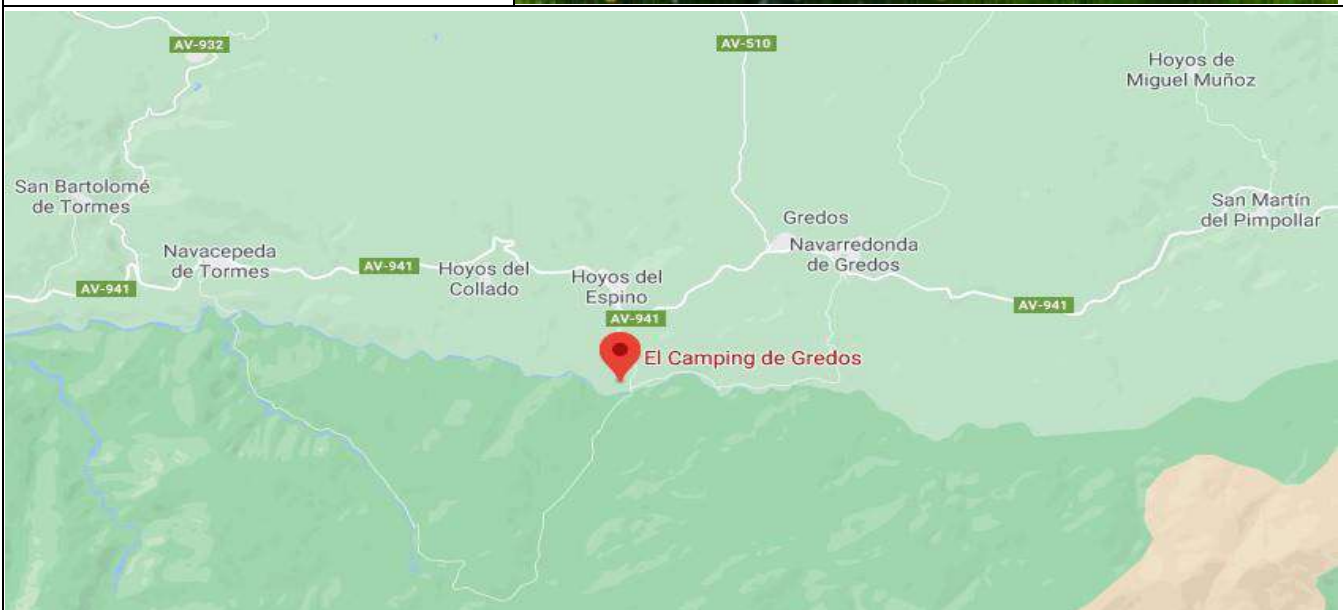 AV-932
AV-510
Hoyos de
Miguel Muñoz
San Bartolomé
de Tormes
San Martín
del Pimpollar
Gredos
Navacepeda
de Tormes
AV-941
Hoyos del
Collado
Hoyos del
Espino
Navarredonda
de Gredos
AV-941
AV-941
AV-941
El Camping de Gredos